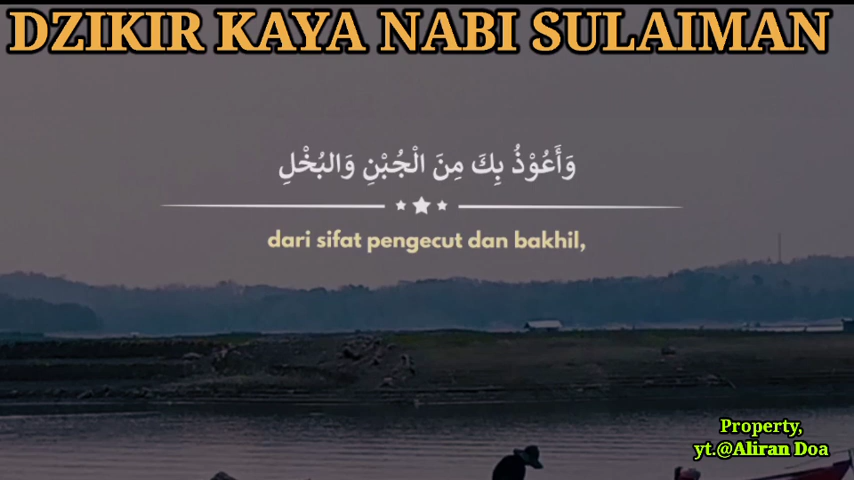 DZIKIR KAYA NABI SULAIMAN
وَأَعُوْذُ بِكَ مِنَ الْجُبْنِ وَالبُخْلِ
dari sifat pengecut dan bakhil,
Property,
yt.@Aliran Doa